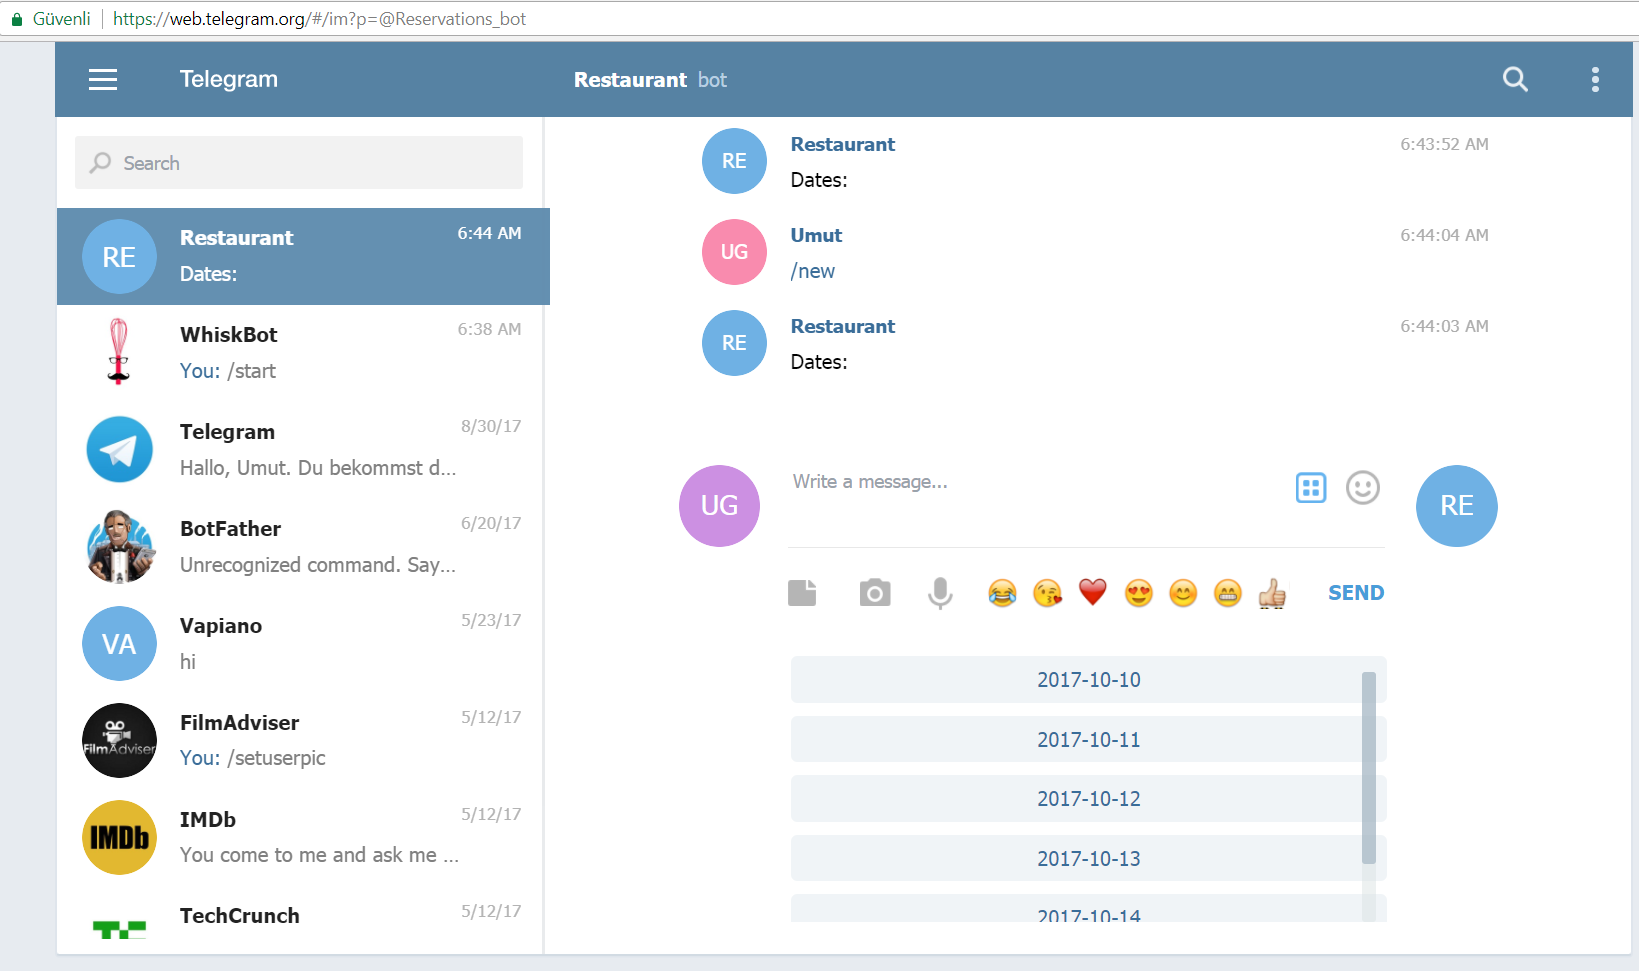 Güvenli https://web.telegram.org/#/im?p=@Reservations_bot
Telegram
Restaurant bot
Search
RE
Restaurant
6:44 AM
Dates:
WhiskBot
6:38 AM
You: /start
Telegram
8/30/17
Hallo, Umut. Du bekommst d...
BotFather
6/20/17
Unrecognized command. Say...
VA
Vapiano
5/23/17
hi
FilmAdviser
FilmAdviser
5/12/17
You: /setuserpic
IMDb
IMDb
5/12/17
You come to me and ask me ...
TC
TechCrunch
5/12/17
RE
Restaurant
6:43:52 AM
Dates:
UG
Umut
6:44:04 AM
/new
RE
Restaurant
6:44:03 AM
Dates:
UG
Write a message...
RE
SEND
2017-10-10
2017-10-11
2017-10-12
2017-10-13
2017-10-14